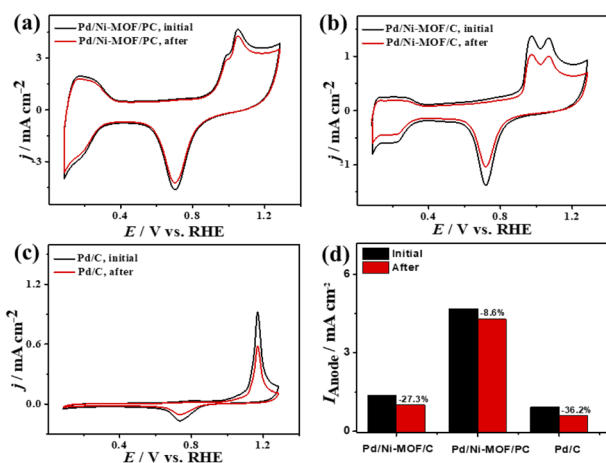 (a)
Pd/Ni-MOF/PC, initial
Pd/Ni-MOF/PC, after
j / mA cm-2
3
0
-3
0.4
0.8
1.2
E / V vs. RHE
(b)
Pd/Ni-MOF/C, initial
Pd/Ni-MOF/C, after
j / mA cm-2
1
0
-1
0.4
0.8
1.2
E / V vs. RHE
(c)
Pd/C, initial
Pd/C, after
j / mA cm-2
1.2
0.6
0.0
0.4
0.8
1.2
E / V vs. RHE
(d)
Initial
After
I Anode / mA cm-2
6
3
0
-27.3%
-8.6%
-36.2%
Pd/Ni-MOF/C
Pd/Ni-MOF/PC
Pd/C